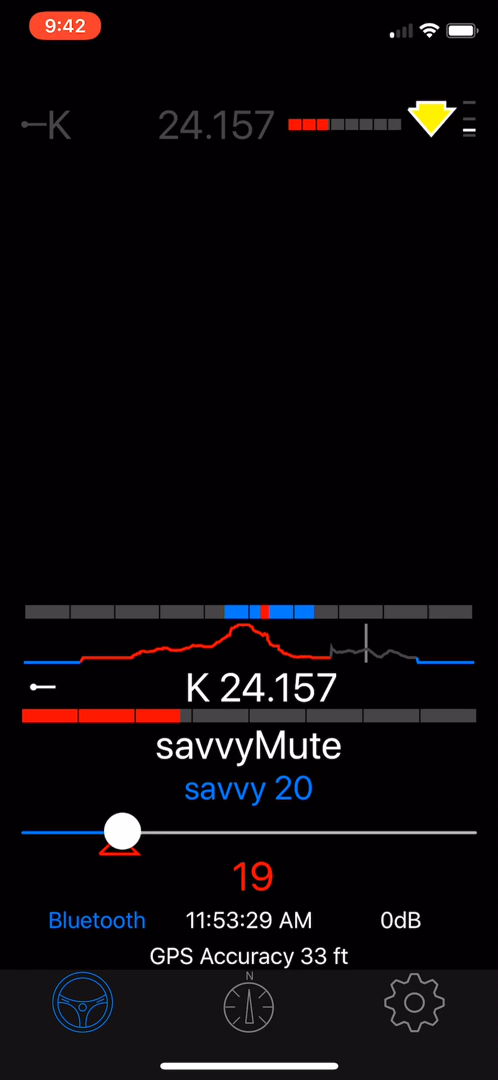 9:42
K 24.157
K 24.157
savvyMute
savvy 20
19
Bluetooth 11:53:29 AM 0dB
GPS Accuracy 33 ft
N